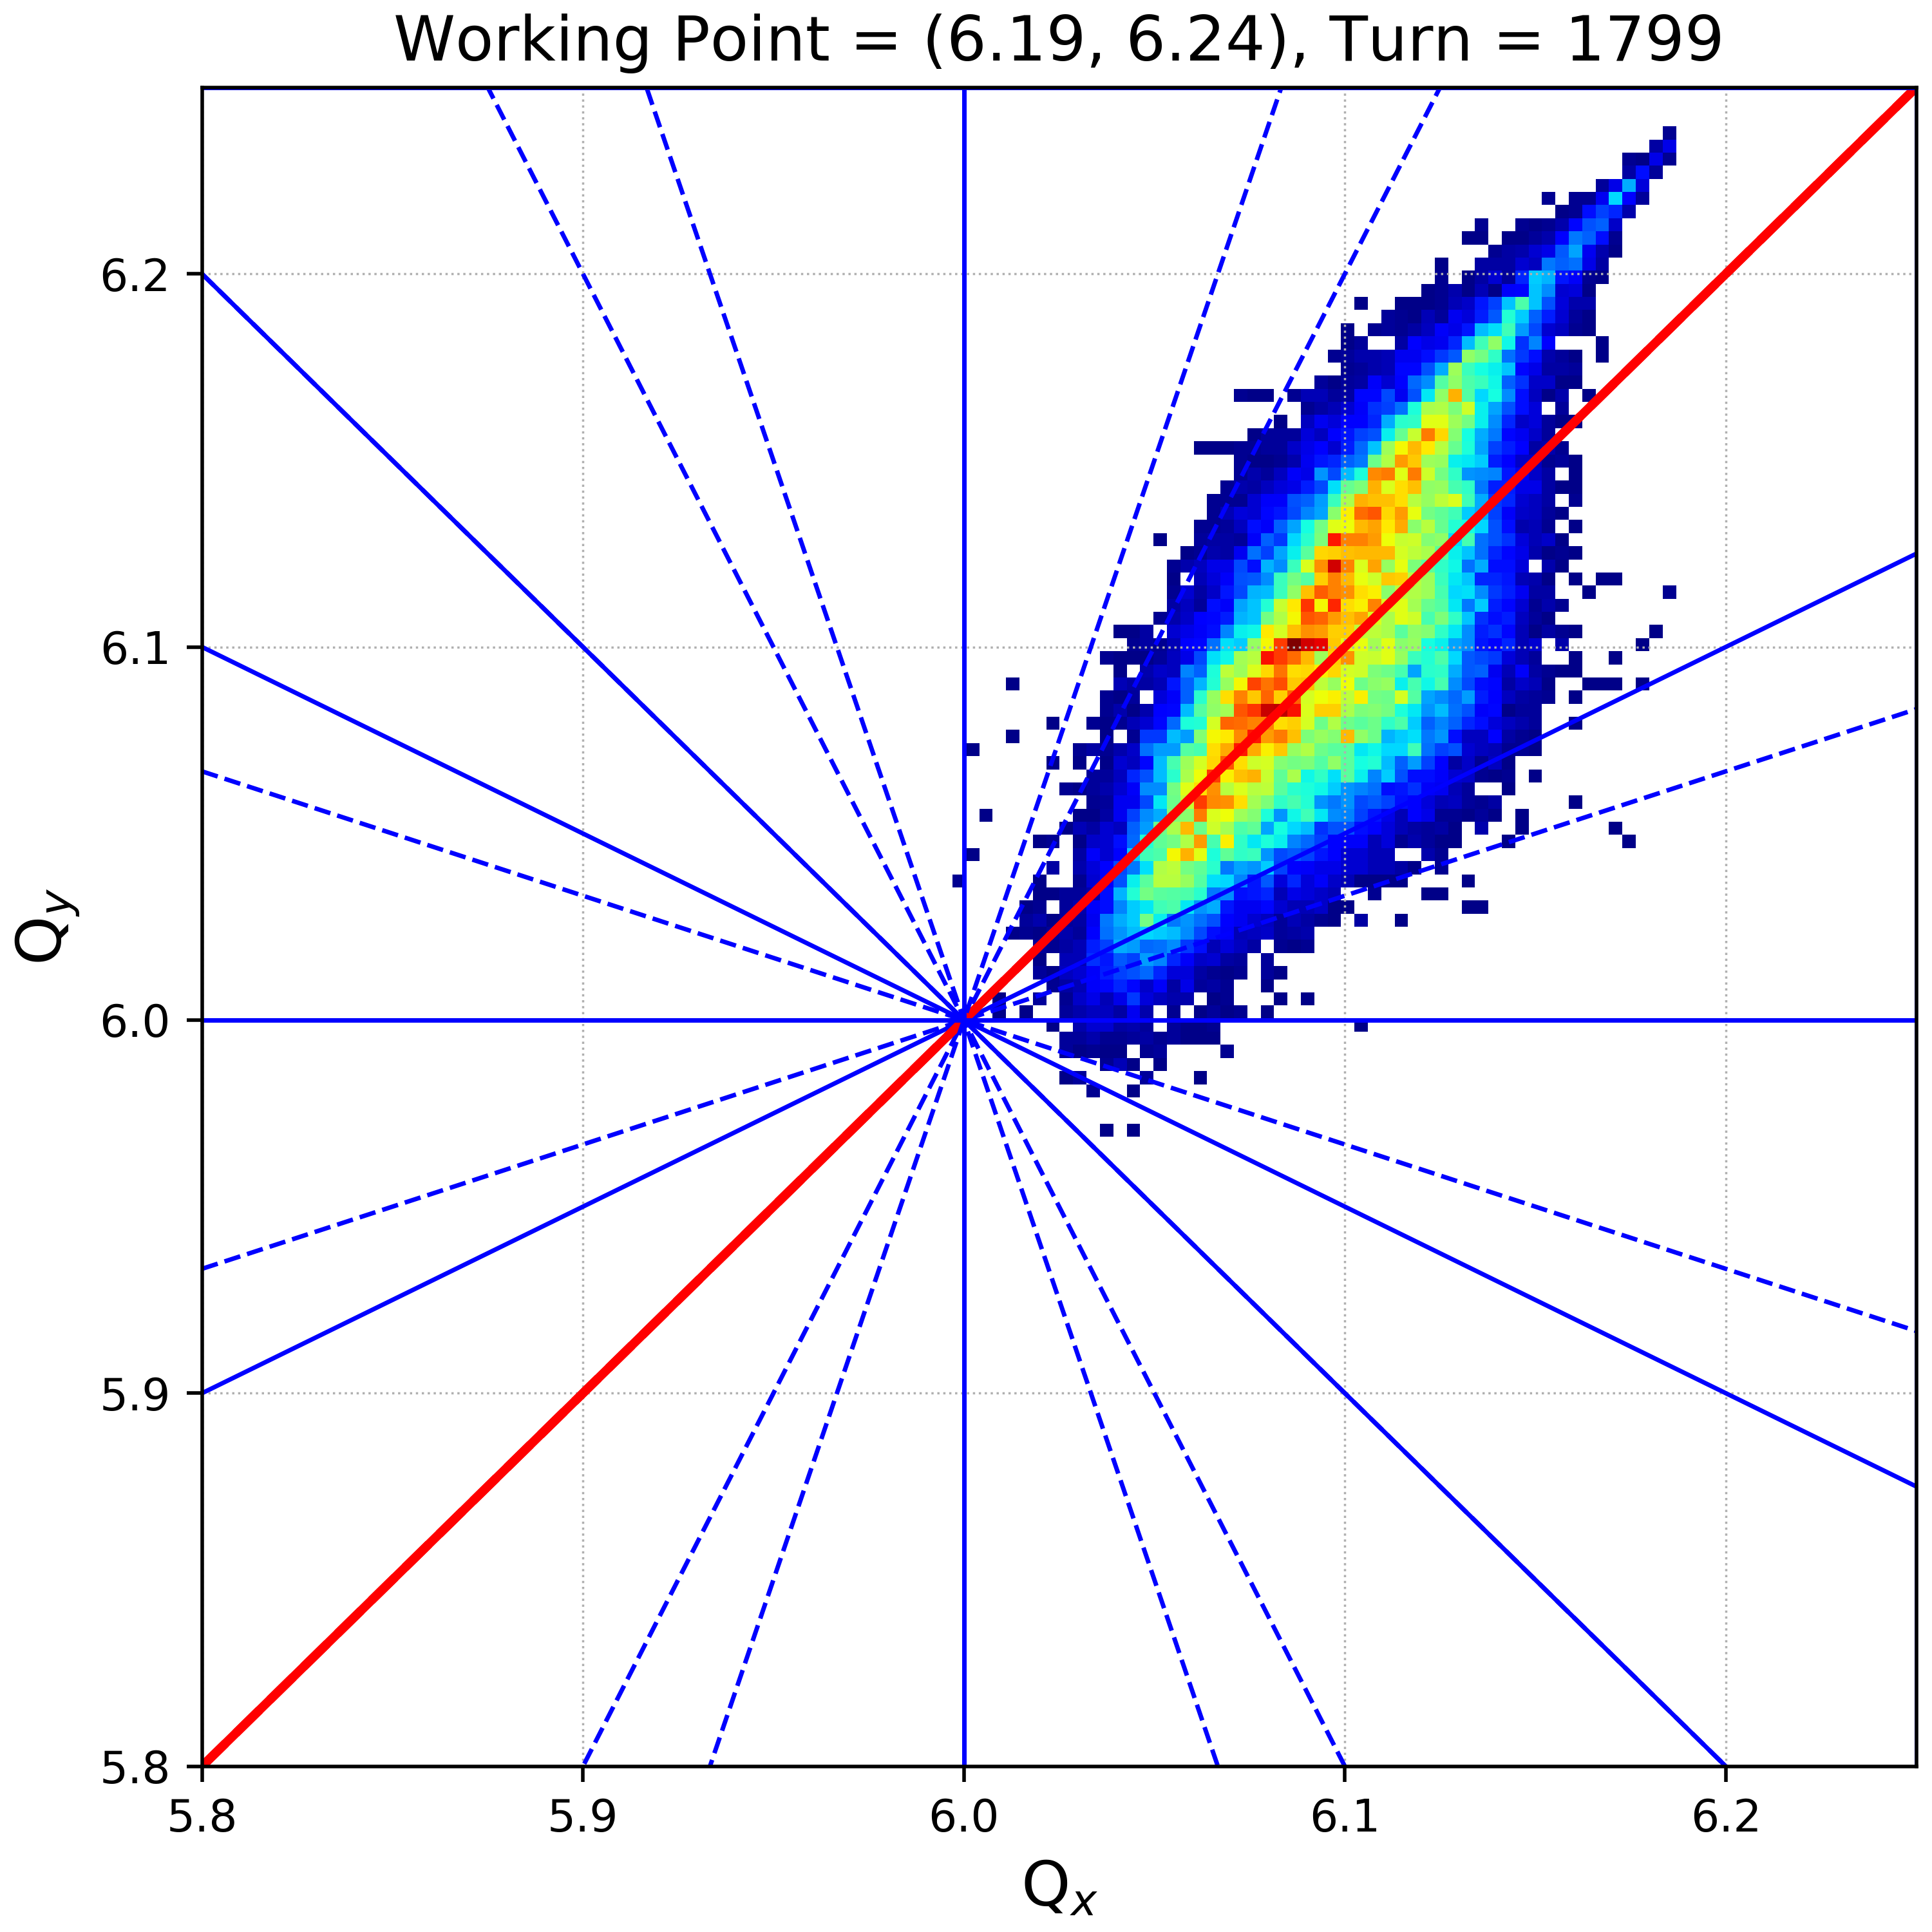 Working Point = (6.19, 6.24), Turn = 1799
6.2
6.1
6.0
5.9
5.8
Qy
5.8 5.9 6.0 6.1 6.2
Qx